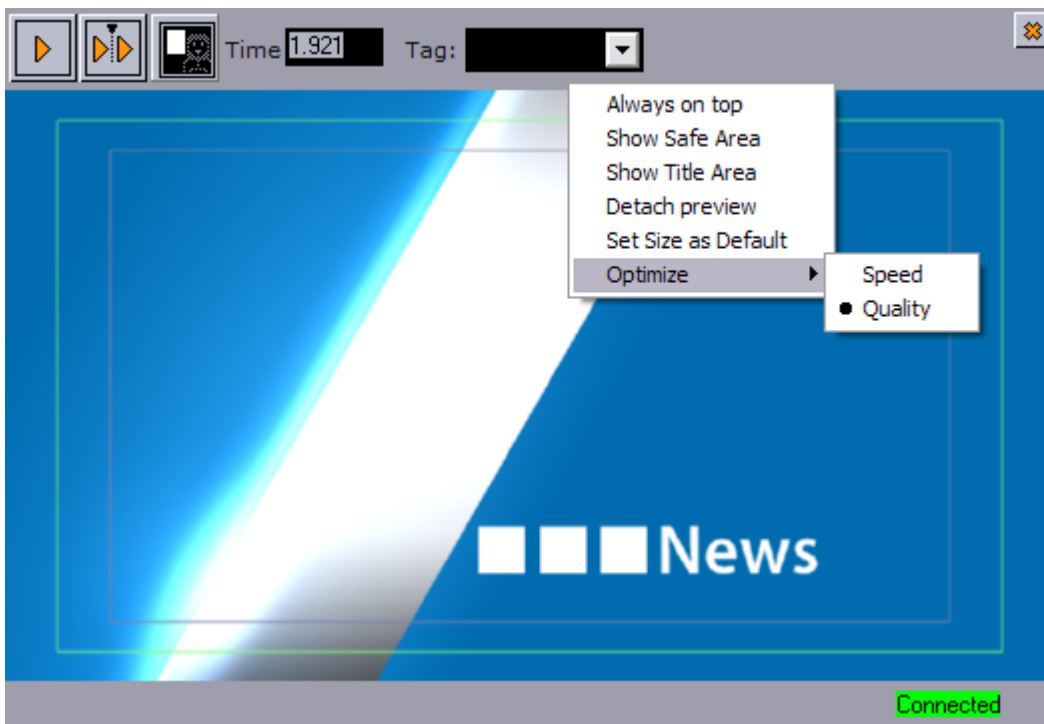 Time 1.921 Tag:
Always on top
Show Safe Area
Show Title Area
Detach preview
Set Size as Default
Optimize
Speed
Quality
News
Connected